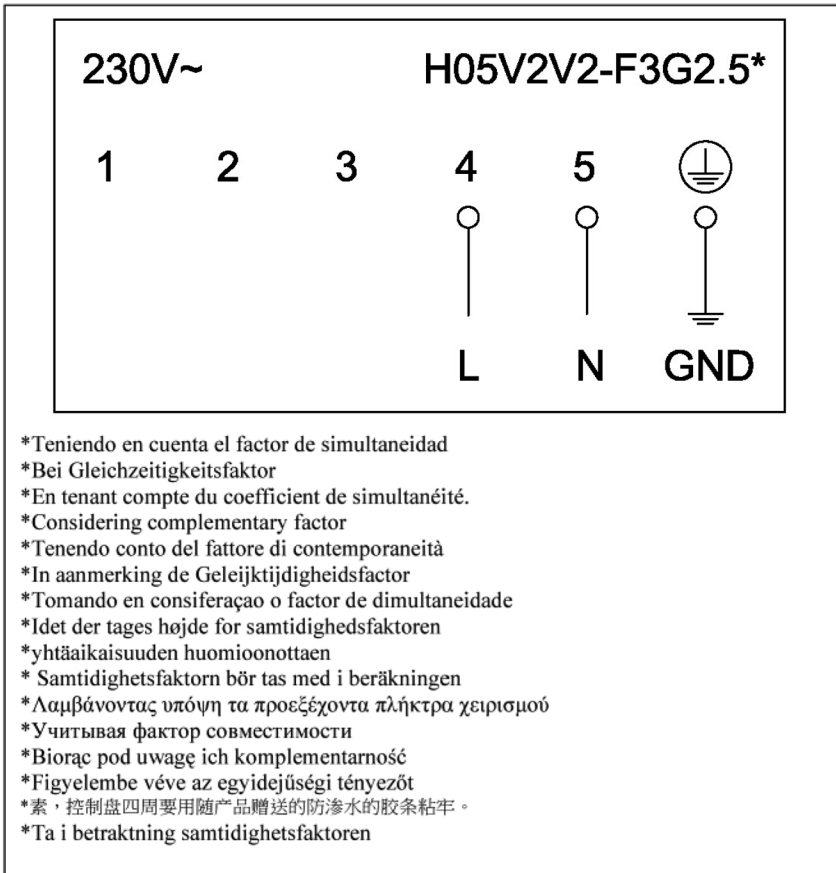 230V~ H05V2V2-F3G2.5*
1 2 3 4 5
L N GND
*Teniendo en cuenta el factor de simultaneidad
*Bei Gleichzeitigkeitsfaktor
*En tenant compte du coefficient de simultanéité.
*Considering complementary factor
*Tenendo conto del fattore di contemporaneità
*In aanmerking de Geleijktijdigheidsfactor
*Tomando en consiferaçao o factor de dimultaneidade
*Idet der tages højde for samtidighedsfaktoren
*yhtäaikaisuuden huomioonottaen
* Samtidighetsfaktorn bör tas med i beräkningen
*Λαμβάνοντας υπόψη τα προεξέχοντα πλήκτρα χειρισμού
*Учитывая фактор совместимости
*Biorąc pod uwagę ich komplementarność
*Figyelembe véve az egyidejűségi tényezőt
*素，控制盘四周要用随产品赠送的防渗水的胶条粘牢。
*Ta i betraktning samtidighetsfaktoren